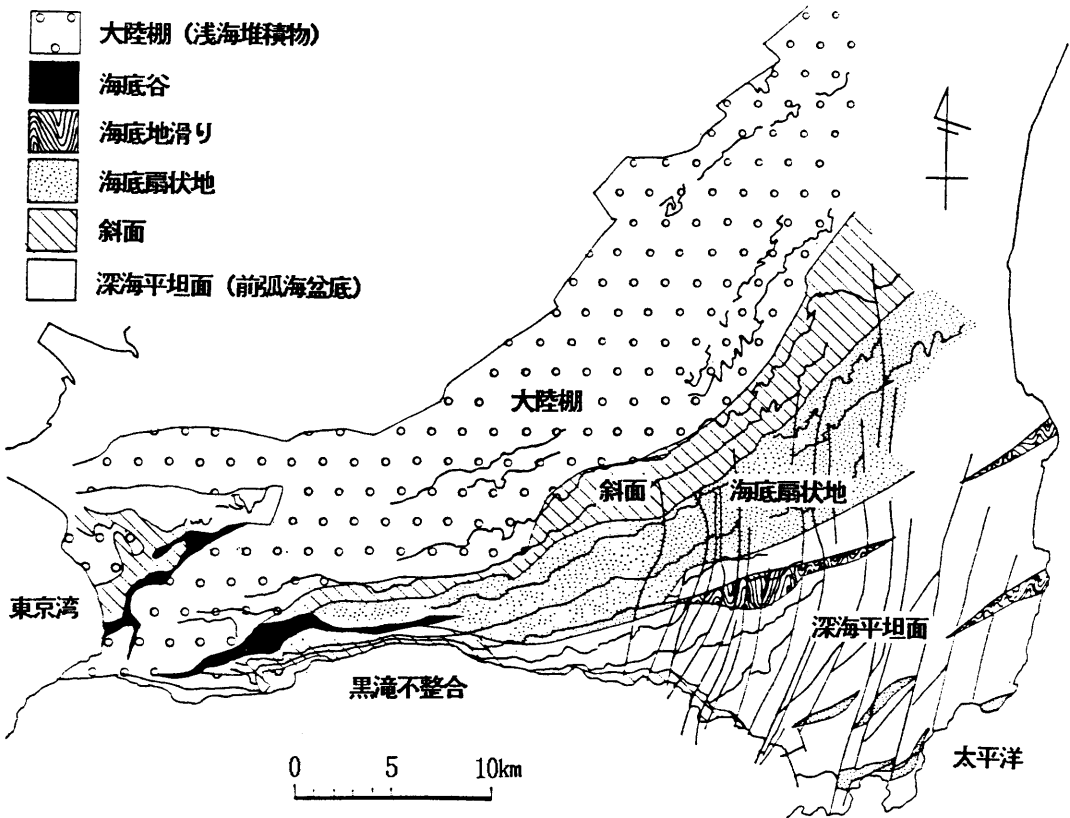 大陸棚（浅海堆積物）
海底谷
海底地滑り
海底扇状地
斜面
深海平坦面（前弧海盆底）
大陸棚
斜面
海底扇状地
東京湾
深海平坦面
黒滝不整合
太平洋
0 5 10km